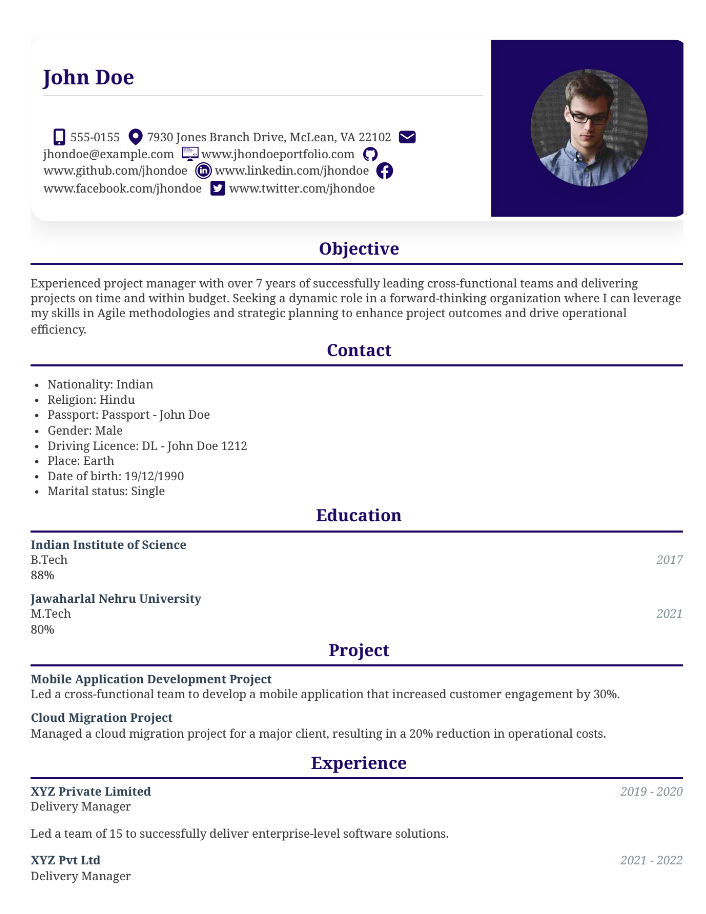 John Doe
555-0155 7930 Jones Branch Drive, McLean, VA 22102
jhondoe@example.com www.jhondoeportfolio.com
www.github.com/jhondoe www.linkedin.com/jhondoe
www.facebook.com/jhondoe www.twitter.com/jhondoe
Objective
Experienced project manager with over 7 years of successfully leading cross-functional teams and delivering
projects on time and within budget. Seeking a dynamic role in a forward-thinking organization where I can leverage
my skills in Agile methodologies and strategic planning to enhance project outcomes and drive operational
efficiency.
Contact
• Nationality: Indian
• Religion: Hindu
• Passport: Passport - John Doe
• Gender: Male
• Driving Licence: DL - John Doe 1212
• Place: Earth
• Date of birth: 19/12/1990
• Marital status: Single
Education
Indian Institute of Science
B.Tech 2017
88%
Jawaharlal Nehru University
M.Tech 2021
80%
Project
Mobile Application Development Project
Led a cross-functional team to develop a mobile application that increased customer engagement by 30%.
Cloud Migration Project
Managed a cloud migration project for a major client, resulting in a 20% reduction in operational costs.
Experience
XYZ Private Limited 2019 - 2020
Delivery Manager
Led a team of 15 to successfully deliver enterprise-level software solutions.
XYZ Pvt Ltd 2021 - 2022
Delivery Manager